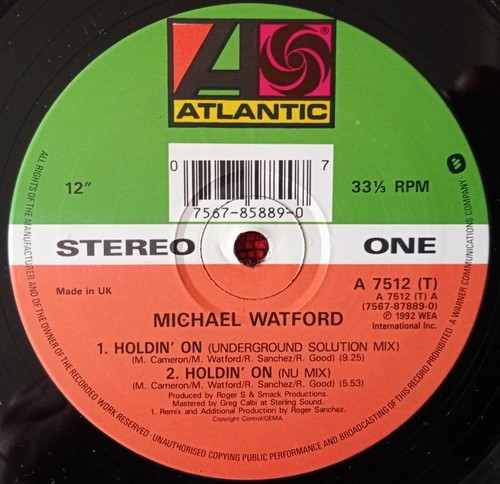 ATLANTIC
®
0 7
7567-85889-0
12"
33⅓ RPM
STEREO
ONE
Made in UK
A 7512 (T)
A 7512 (T) A
(7567-87889-0)
℗ 1992 WEA
International Inc.
MICHAEL WATFORD
1. HOLDIN' ON (UNDERGROUND SOLUTION MIX)
(M. Cameron/M. Watford/R. Sanchez/R. Good) 9.25)
2. HOLDIN' ON (NU MIX)
(M. Cameron/M. Watford/R. Sanchez/R. Good) 5.53)
Produced by Roger S & Smack Productions.
Mastered by Greg Calbi at Sterling Sound.
1. Remix and Additional Production by Roger Sanchez.
Copyright Control/GEMA.
ALL RIGHTS OF THE MANUFACTURER AND OF THE OWNER OF THE RECORDED WORK RESERVED · UNAUTHORISED COPYING PUBLIC PERFORMANCE AND BROADCASTING OF THIS RECORD PROHIBITED · A WARNER COMMUNICATIONS COMPANY